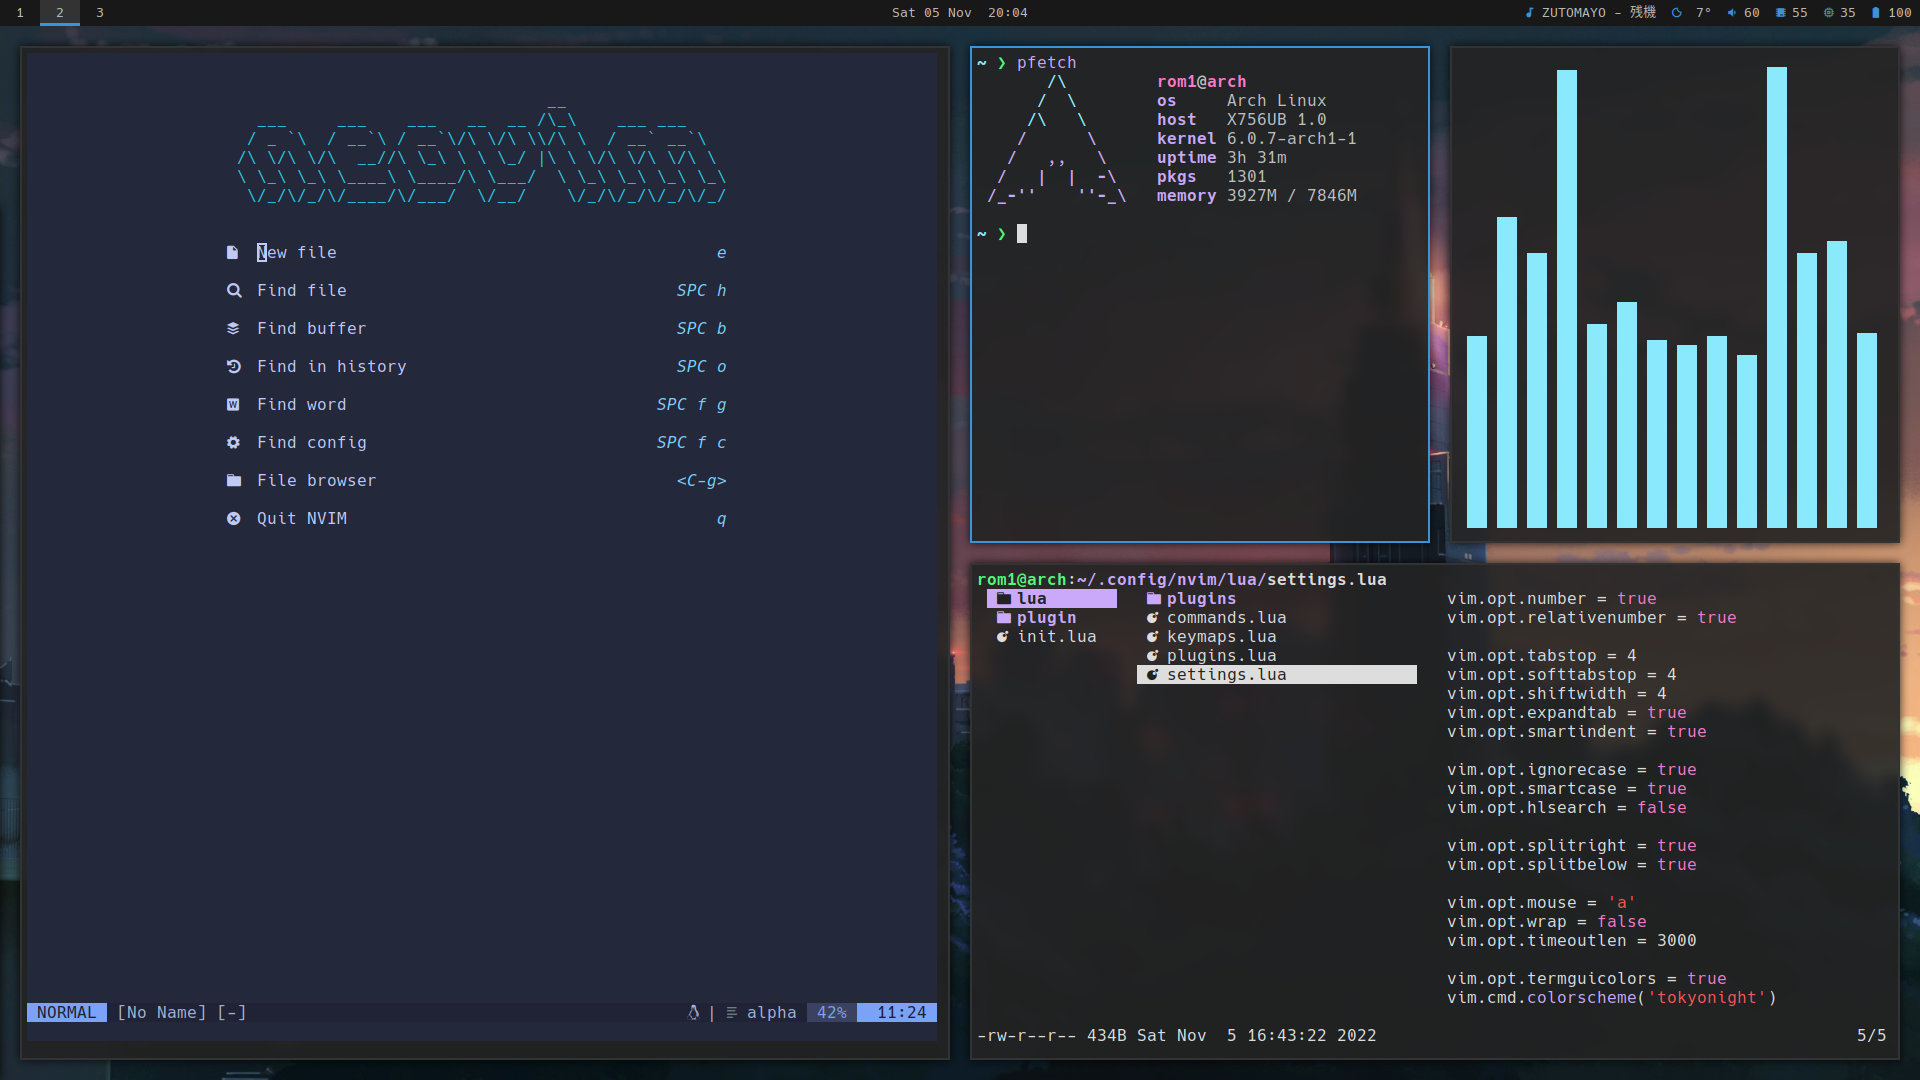 1 2 3
Sat 05 Nov 20:04
ZUTOMAYO - 残機 7° 60 55 35 100
New file e
Find file SPC h
Find buffer SPC b
Find in history SPC o
Find word SPC f g
Find config SPC f c
File browser <C-g>
Quit NVIM q
NORMAL [No Name] [-] | alpha 42% 11:24
~ ❯ pfetch
rom1@arch
os Arch Linux
host X756UB 1.0
kernel 6.0.7-arch1-1
uptime 3h 31m
pkgs 1301
memory 3927M / 7846M
~ ❯
rom1@arch:~/.config/nvim/lua/settings.lua
lua
plugin
init.lua
plugins
commands.lua
keymaps.lua
plugins.lua
settings.lua
vim.opt.number = true
vim.opt.relativenumber = true
vim.opt.tabstop = 4
vim.opt.softtabstop = 4
vim.opt.shiftwidth = 4
vim.opt.expandtab = true
vim.opt.smartindent = true
vim.opt.ignorecase = true
vim.opt.smartcase = true
vim.opt.hlsearch = false
vim.opt.splitright = true
vim.opt.splitbelow = true
vim.opt.mouse = 'a'
vim.opt.wrap = false
vim.opt.timeoutlen = 3000
vim.opt.termguicolors = true
vim.cmd.colorscheme('tokyonight')
-rw-r--r-- 434B Sat Nov  5 16:43:22 2022 5/5